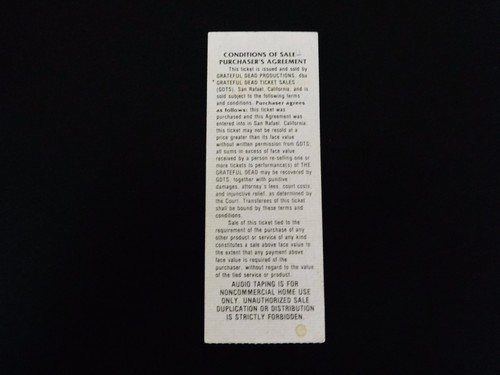 CONDITIONS OF SALE—
PURCHASER'S AGREEMENT
This ticket is issued and sold by
GRATEFUL DEAD PRODUCTIONS, dba
GRATEFUL DEAD TICKET SALES
(GDTS), San Rafael, California, and is
sold subject to the following terms
and conditions: Purchaser agrees
as follows: this ticket was
purchased and this Agreement was
entered into in San Rafael, California
this ticket may not be resold at a
price greater than its face value
without written permission from GDTS;
all sums in excess of face value
received by a person re-selling one or
more tickets to performance(s) of THE
GRATEFUL DEAD may be recovered by
GDTS, together with punitive
damages, attorney's fees, court costs
and injunctive relief, as determined by
the Court. Transferees of this ticket
shall be bound by these terms and
conditions.
Sale of this ticket tied to the
requirement of the purchase of any
other product or service of any kind
constitutes a sale above face value to
the extent that any payment above
face value is required of the
purchaser, without regard to the value
of the tied service or product.
AUDIO TAPING IS FOR
NONCOMMERCIAL HOME USE
ONLY. UNAUTHORIZED SALE
DUPLICATION OR DISTRIBUTION
IS STRICTLY FORBIDDEN.